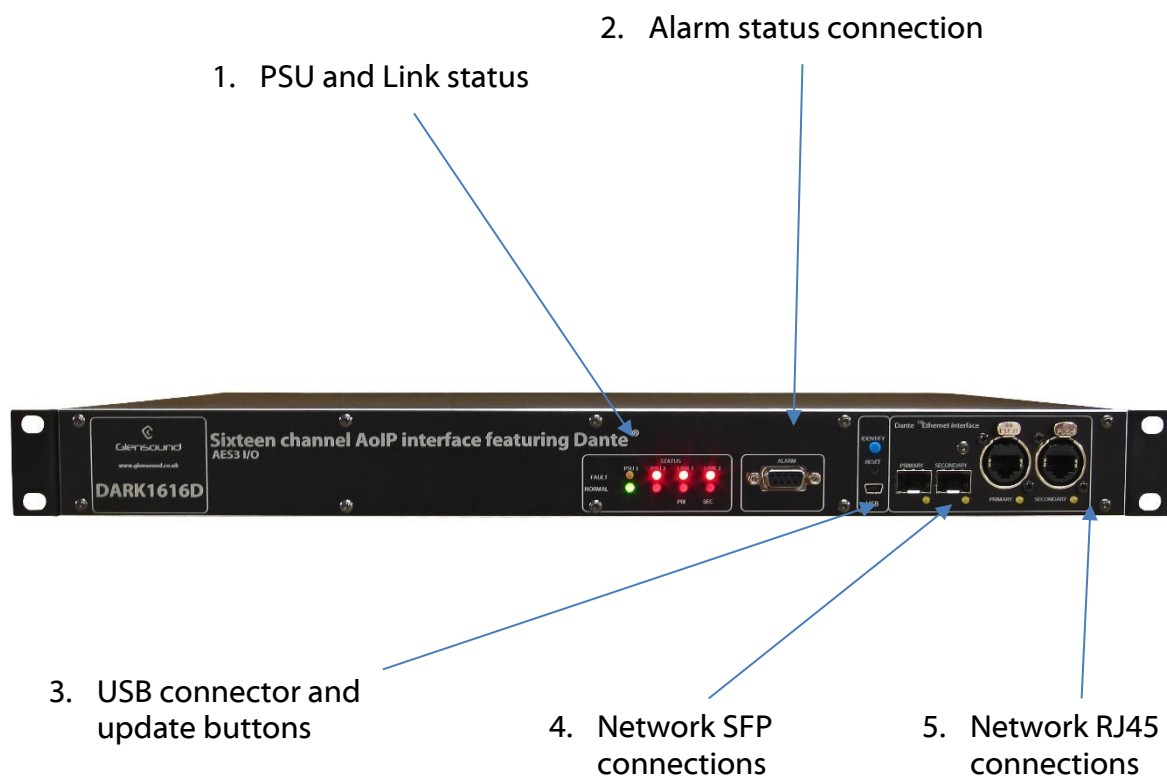 2. Alarm status connection
1. PSU and Link status
Glensound
www.glensound.co.uk
DARK1616D
Sixteen channel AoIP interface featuring Dante®
AES3 I/O
STATUS
PSU 1 PSU 2 LINK 1 LINK 2
FAULT
NORMAL
PRI SEC
ALARM
IDENTIFY
RESET
USB
Dante Ethernet interface
PRIMARY SECONDARY
PRIMARY SECONDARY
3. USB connector and
update buttons
4. Network SFP
connections
5. Network RJ45
connections